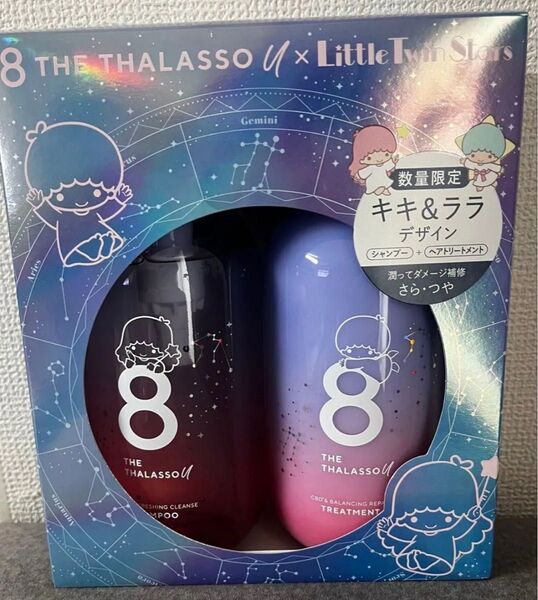 8 THE THALASSO u × Little Twin Stars
Gemini
Aries
数量限定
キキ&ララ
デザイン
シャンプー + ヘアトリートメント
潤ってダメージ補修
さら・つや
8
THE
THALASSO u
CLEANSE
8
THE
THALASSO u
CBD & BALANCING
TREATMENT
Aquarius